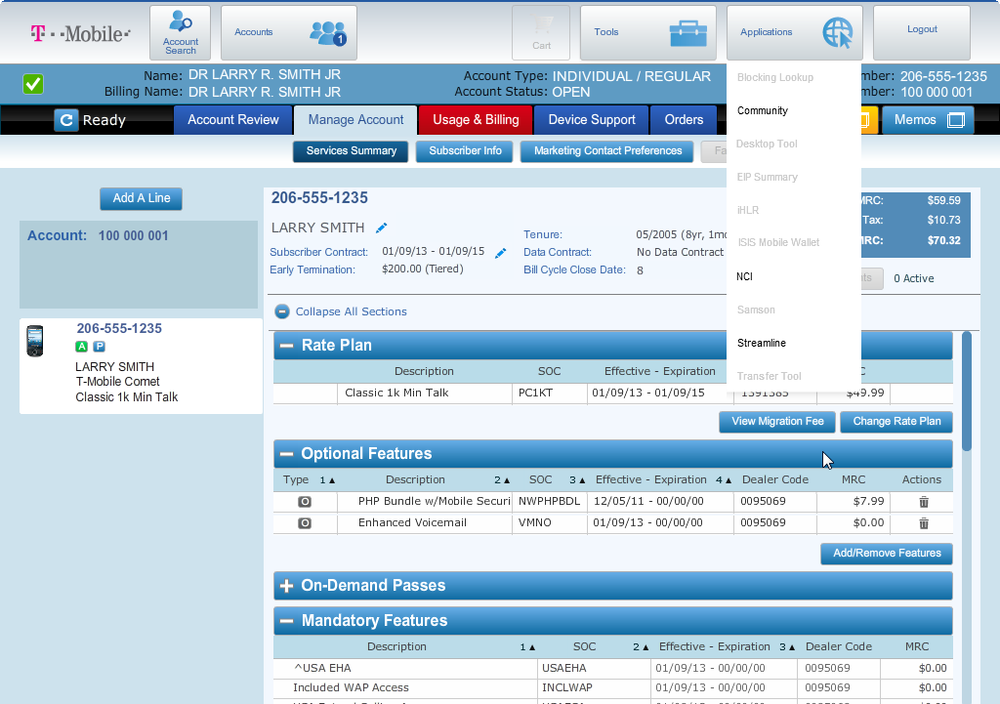 T··Mobile·
Account Search
Accounts
1
Cart
Tools
Applications
Logout
Name: DR LARRY R. SMITH JR
Billing Name: DR LARRY R. SMITH JR
Account Type: INDIVIDUAL / REGULAR
Account Status: OPEN
mber: 206-555-1235
mber: 100 000 001
Ready
Account Review
Manage Account
Usage & Billing
Device Support
Orders
Memos
Services Summary
Subscriber Info
Marketing Contact Preferences
Fa
Blocking Lookup
Community
Desktop Tool
EIP Summary
iHLR
ISIS Mobile Wallet
NCI
Samson
Streamline
Transfer Tool
Add A Line
Account: 100 000 001
206-555-1235
A P
LARRY SMITH
T-Mobile Comet
Classic 1k Min Talk
206-555-1235
LARRY SMITH
Subscriber Contract: 01/09/13 - 01/09/15
Early Termination: $200.00 (Tiered)
Tenure: 05/2005 (8yr, 1mo
Data Contract: No Data Contract
Bill Cycle Close Date: 8
MRC: $59.59
Tax: $10.73
MRC: $70.32
nts
0 Active
Collapse All Sections
Rate Plan
Description SOC Effective - Expiration C
Classic 1k Min Talk PC1KT 01/09/13 - 01/09/15 1391385 $49.99
View Migration Fee
Change Rate Plan
Optional Features
Type 1 ▲ Description 2 ▲ SOC 3 ▲ Effective - Expiration 4 ▲ Dealer Code MRC Actions
O PHP Bundle w/Mobile Securi NWPHPBDL 12/05/11 - 00/00/00 0095069 $7.99
O Enhanced Voicemail VMNO 01/09/13 - 00/00/00 0095069 $0.00
Add/Remove Features
On-Demand Passes
Mandatory Features
Description 1 ▲ SOC 2 ▲ Effective - Expiration 3 ▲ Dealer Code MRC
^USA EHA USAEHA 01/09/13 - 00/00/00 0095069 $0.00
Included WAP Access INCLWAP 01/09/13 - 00/00/00 0095069 $0.00